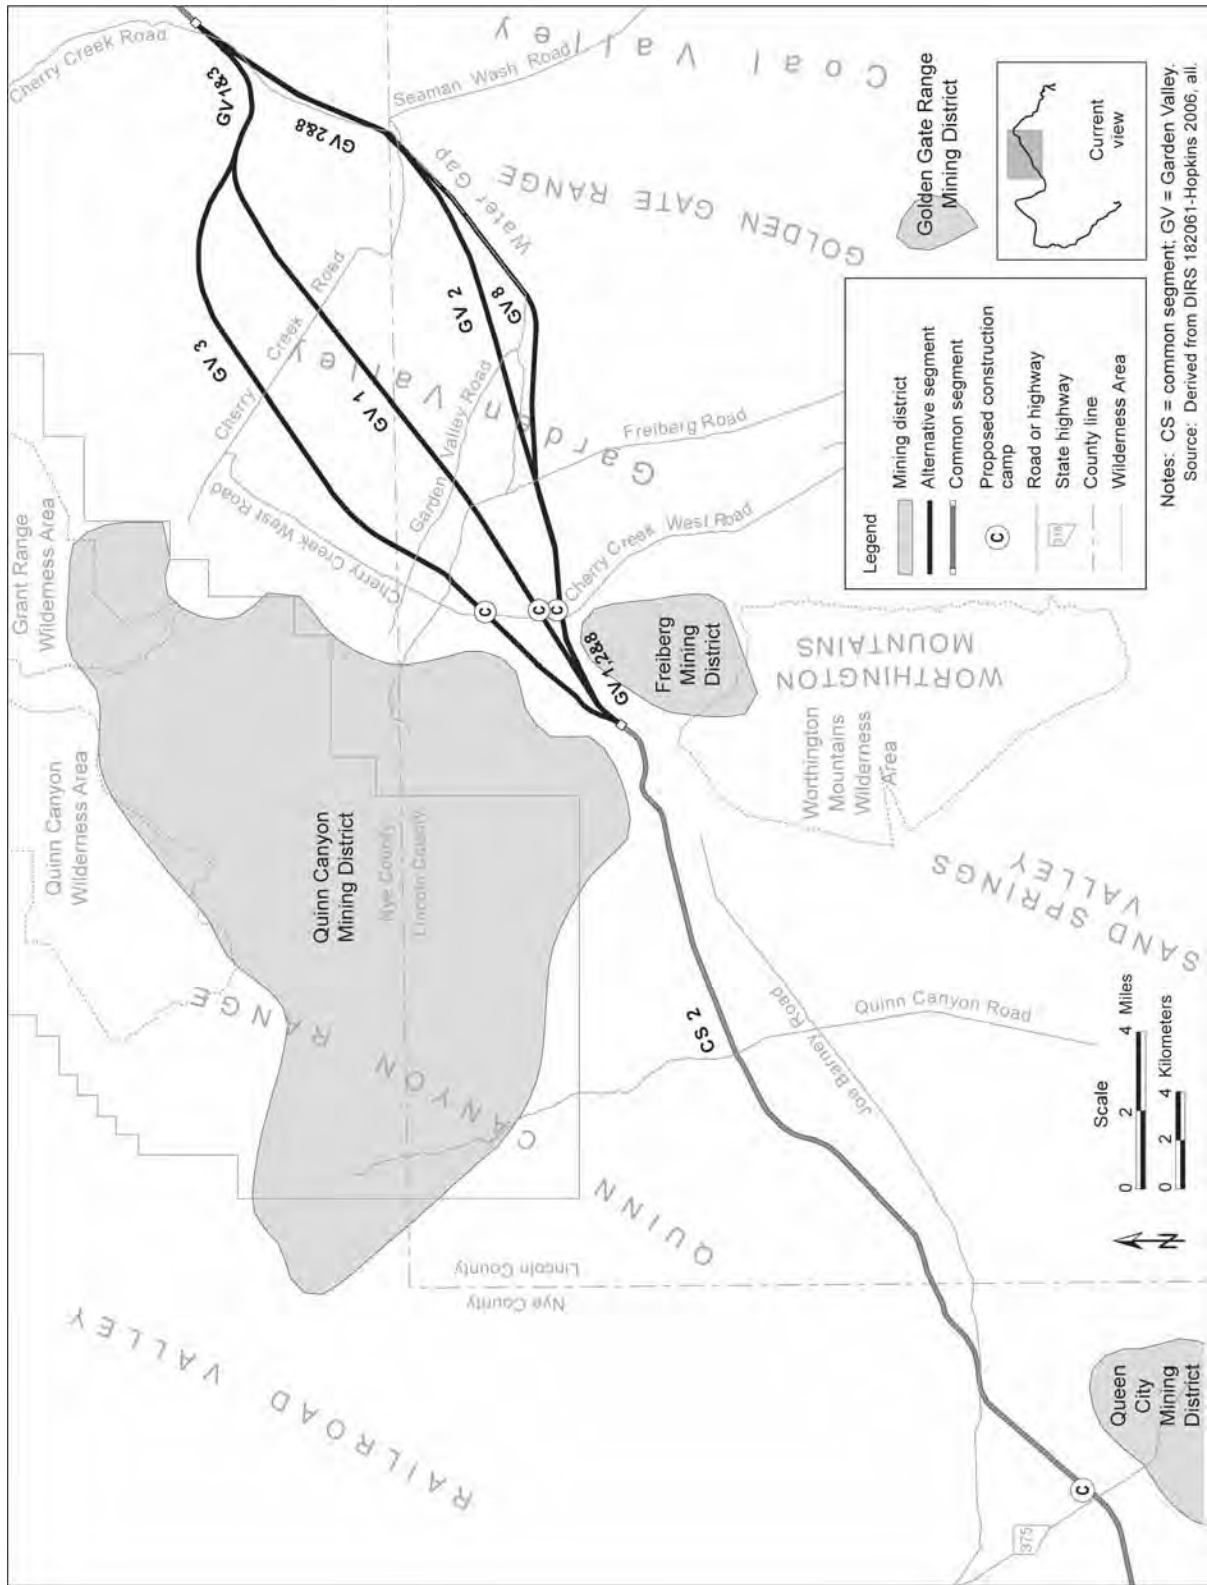 Cherry Creek Road
GV 1&3
GV 2&8
Seaman Wash Road
Coal Valley
Water Gap
GOLDEN GATE RANGE
Golden Gate Range
Mining District
GV 3
Cherry Creek Road
GV 1
GV 2
GV 8
Garden Valley
Garden Valley Road
Freiberg Road
Cherry Creek West Road
Cherry Creek West Road
Grant Range
Wilderness Area
Quinn Canyon
Wilderness Area
Quinn Canyon
Mining District
Nye County
Lincoln County
C
C
C
GV 1,2&8
Freiberg
Mining
District
WORTHINGTON
MOUNTAINS
Worthington
Mountains
Wilderness
Area
SAND SPRINGS
VALLEY
QUINN CANYON RANGE
CS 2
Joe Barney Road
Quinn Canyon Road
Lincoln County
Nye County
RAILROAD VALLEY
Queen
City
Mining
District
C
375
Scale
0 2 4 Miles
0 2 4 Kilometers
N
Legend
Mining district
Alternative segment
Common segment
C Proposed construction
camp
Road or highway
318 State highway
County line
Wilderness Area
Current
view
Notes: CS = common segment; GV = Garden Valley.
Source: Derived from DIRS 182061-Hopkins 2006, all.